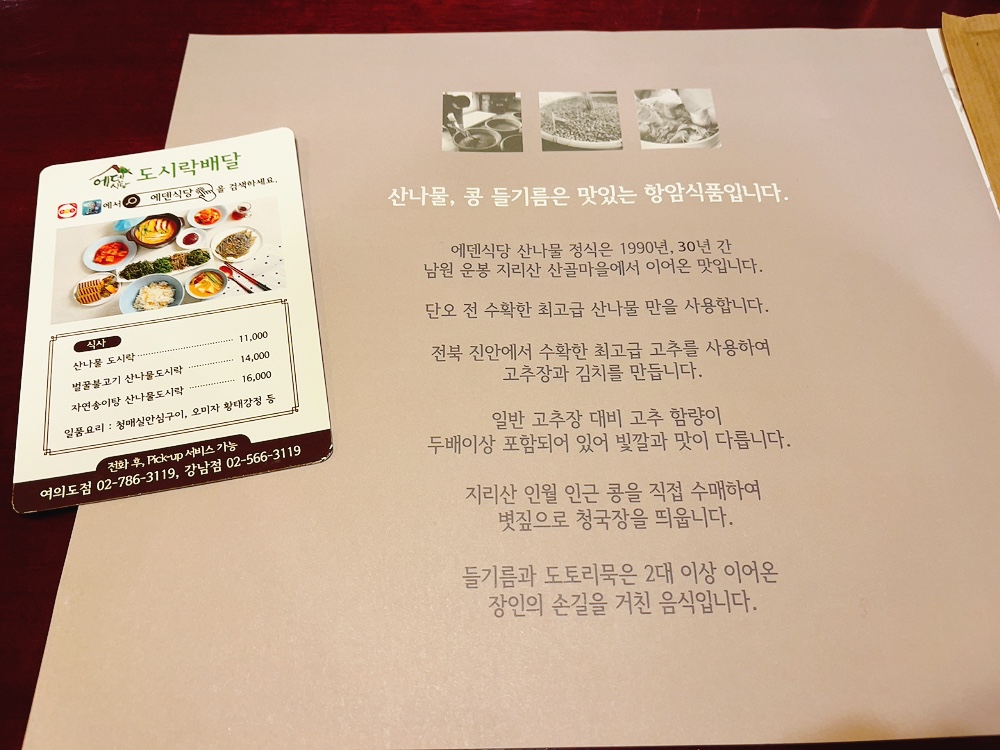 에덴
식당
도시락배달
에서 에덴식당 을 검색하세요.
식사
산나물 도시락 11,000
벌꿀불고기 산나물도시락 14,000
자연송이탕 산나물도시락 16,000
일품요리 : 청매실안심구이, 오미자 황태강정 등
전화 후, Pick-up 서비스 가능
여의도점 02-786-3119, 강남점 02-566-3119
산나물, 콩 들기름은 맛있는 항암식품입니다.
에덴식당 산나물 정식은 1990년, 30년 간
남원 운봉 지리산 산골마을에서 이어온 맛입니다.
단오 전 수확한 최고급 산나물 만을 사용합니다.
전북 진안에서 수확한 최고급 고추를 사용하여
고추장과 김치를 만듭니다.
일반 고추장 대비 고추 함량이
두배이상 포함되어 있어 빛깔과 맛이 다릅니다.
지리산 인월 인근 콩을 직접 수매하여
볏짚으로 청국장을 띄웁니다.
들기름과 도토리묵은 2대 이상 이어온
장인의 손길을 거친 음식입니다.